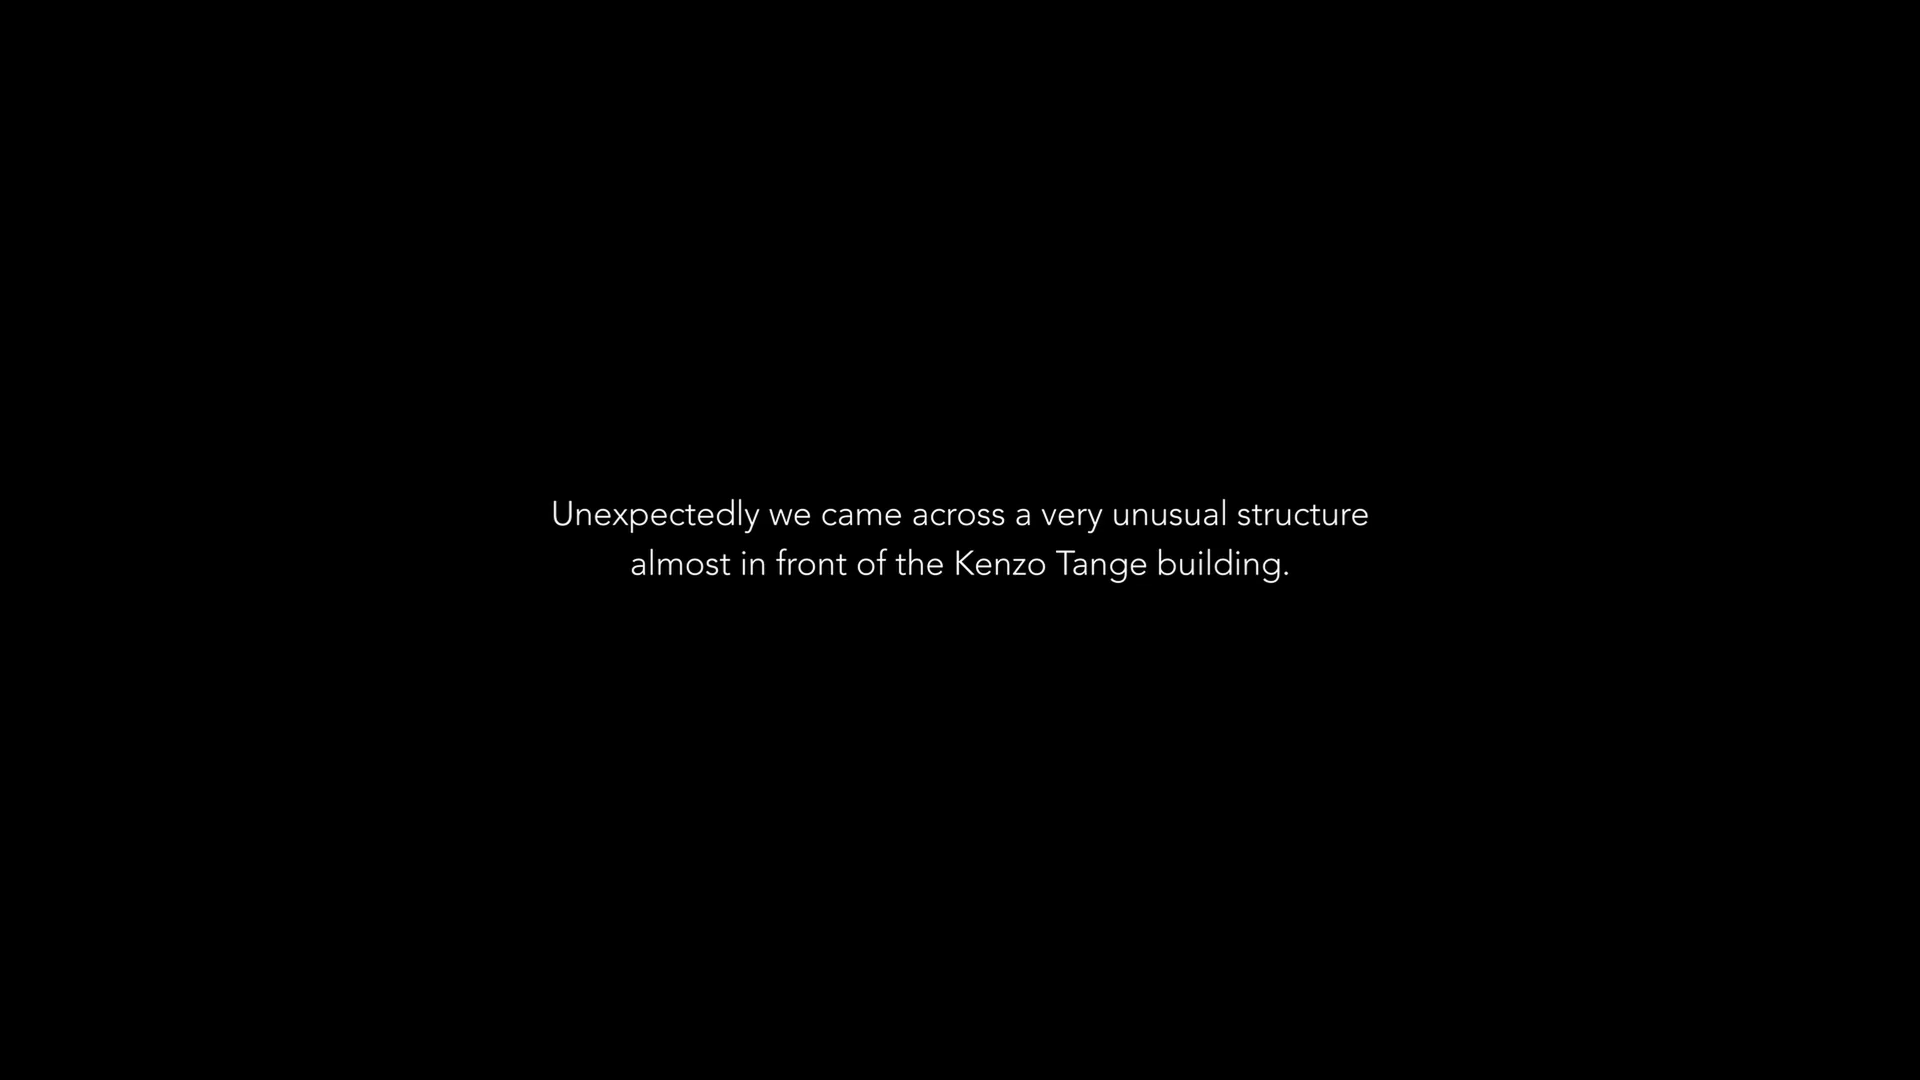 Unexpectedly we came across a very unusual structure
almost in front of the Kenzo Tange building.